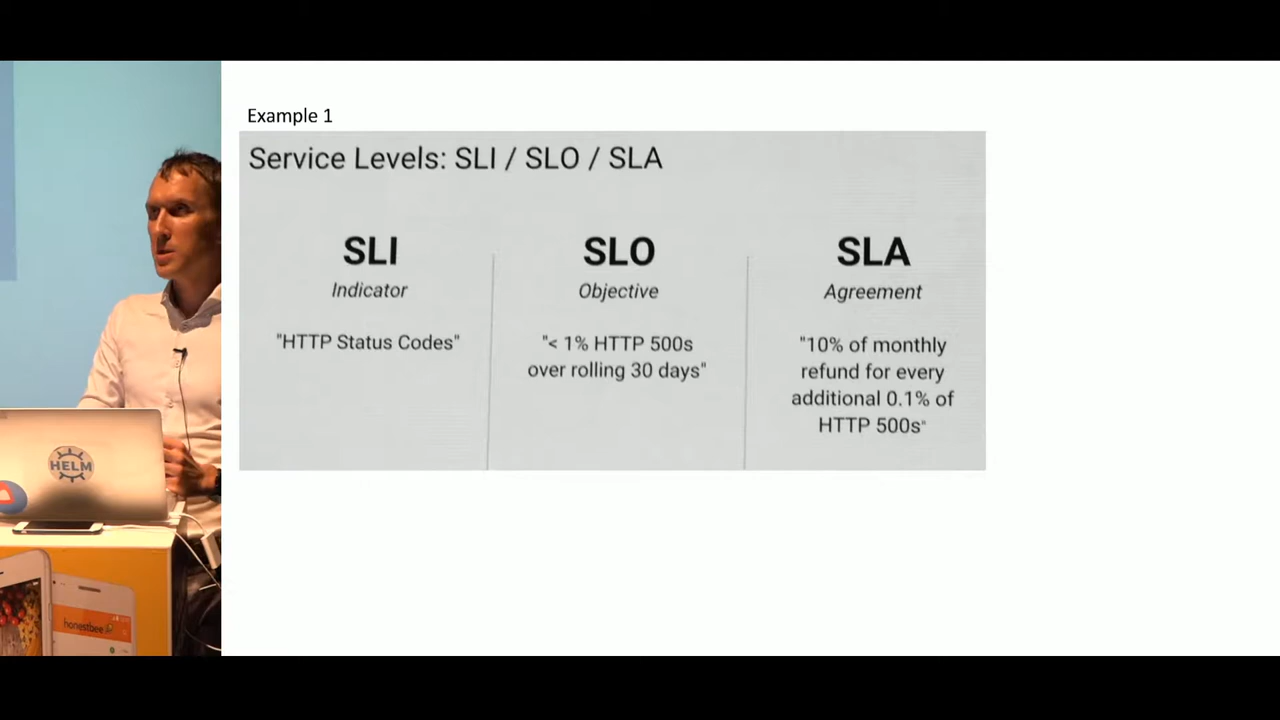 Example 1
Service Levels: SLI / SLO / SLA
SLI
Indicator
"HTTP Status Codes"
SLO
Objective
"< 1% HTTP 500s
over rolling 30 days"
SLA
Agreement
"10% of monthly
refund for every
additional 0.1% of
HTTP 500s"
HELM
honestbee